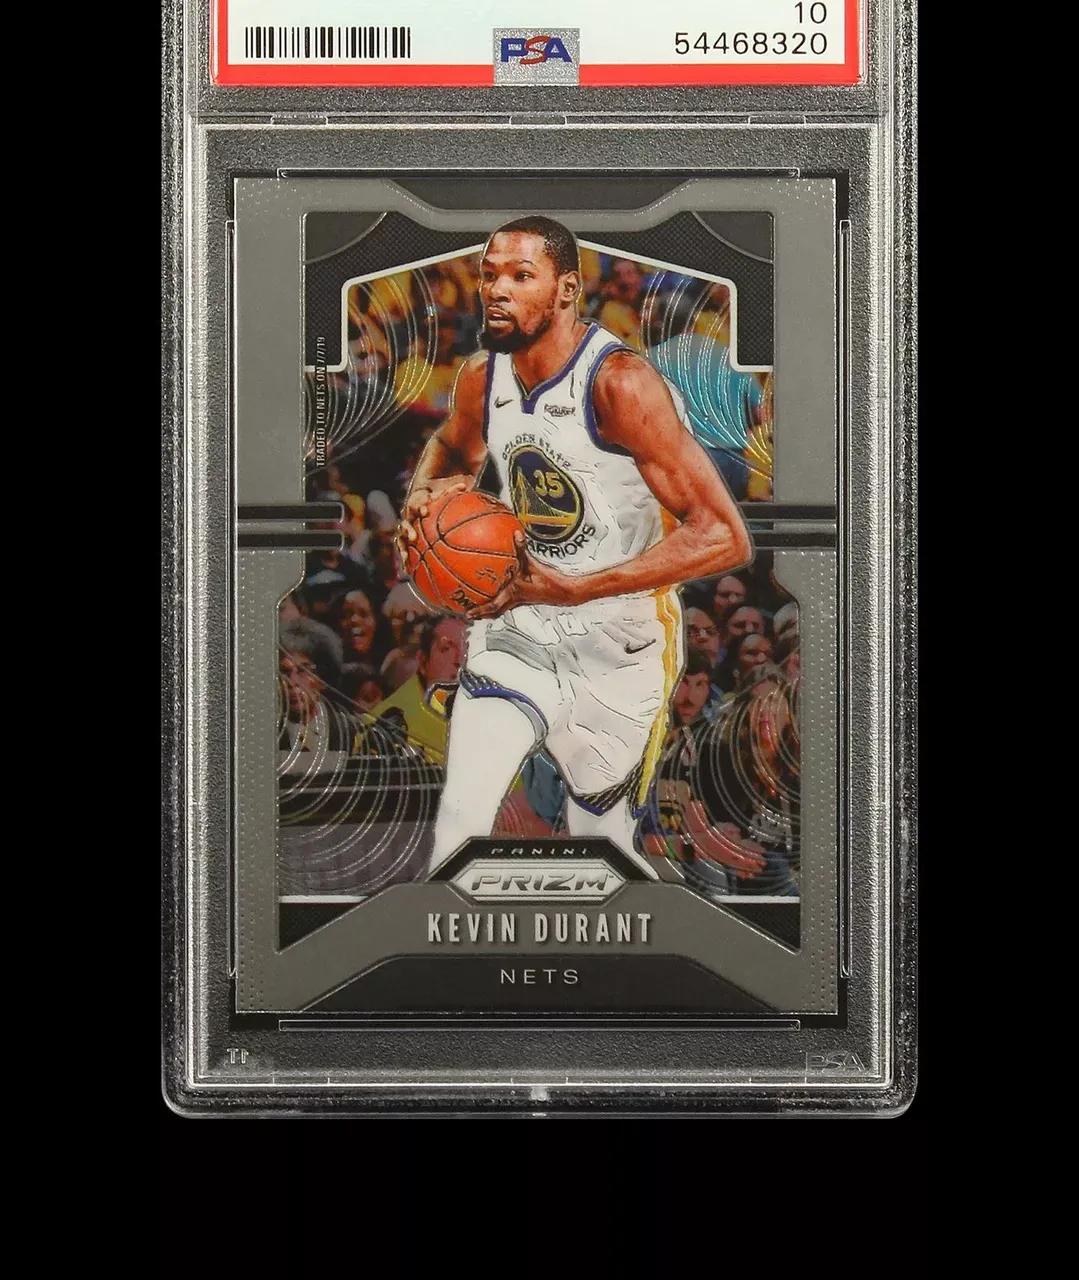 10
PSA
54468320
TRADED TO NETS ON 7/7/19
GOLDEN STATE
35
WARRIORS
PANINI
PRIZM
KEVIN DURANT
NETS
PSA